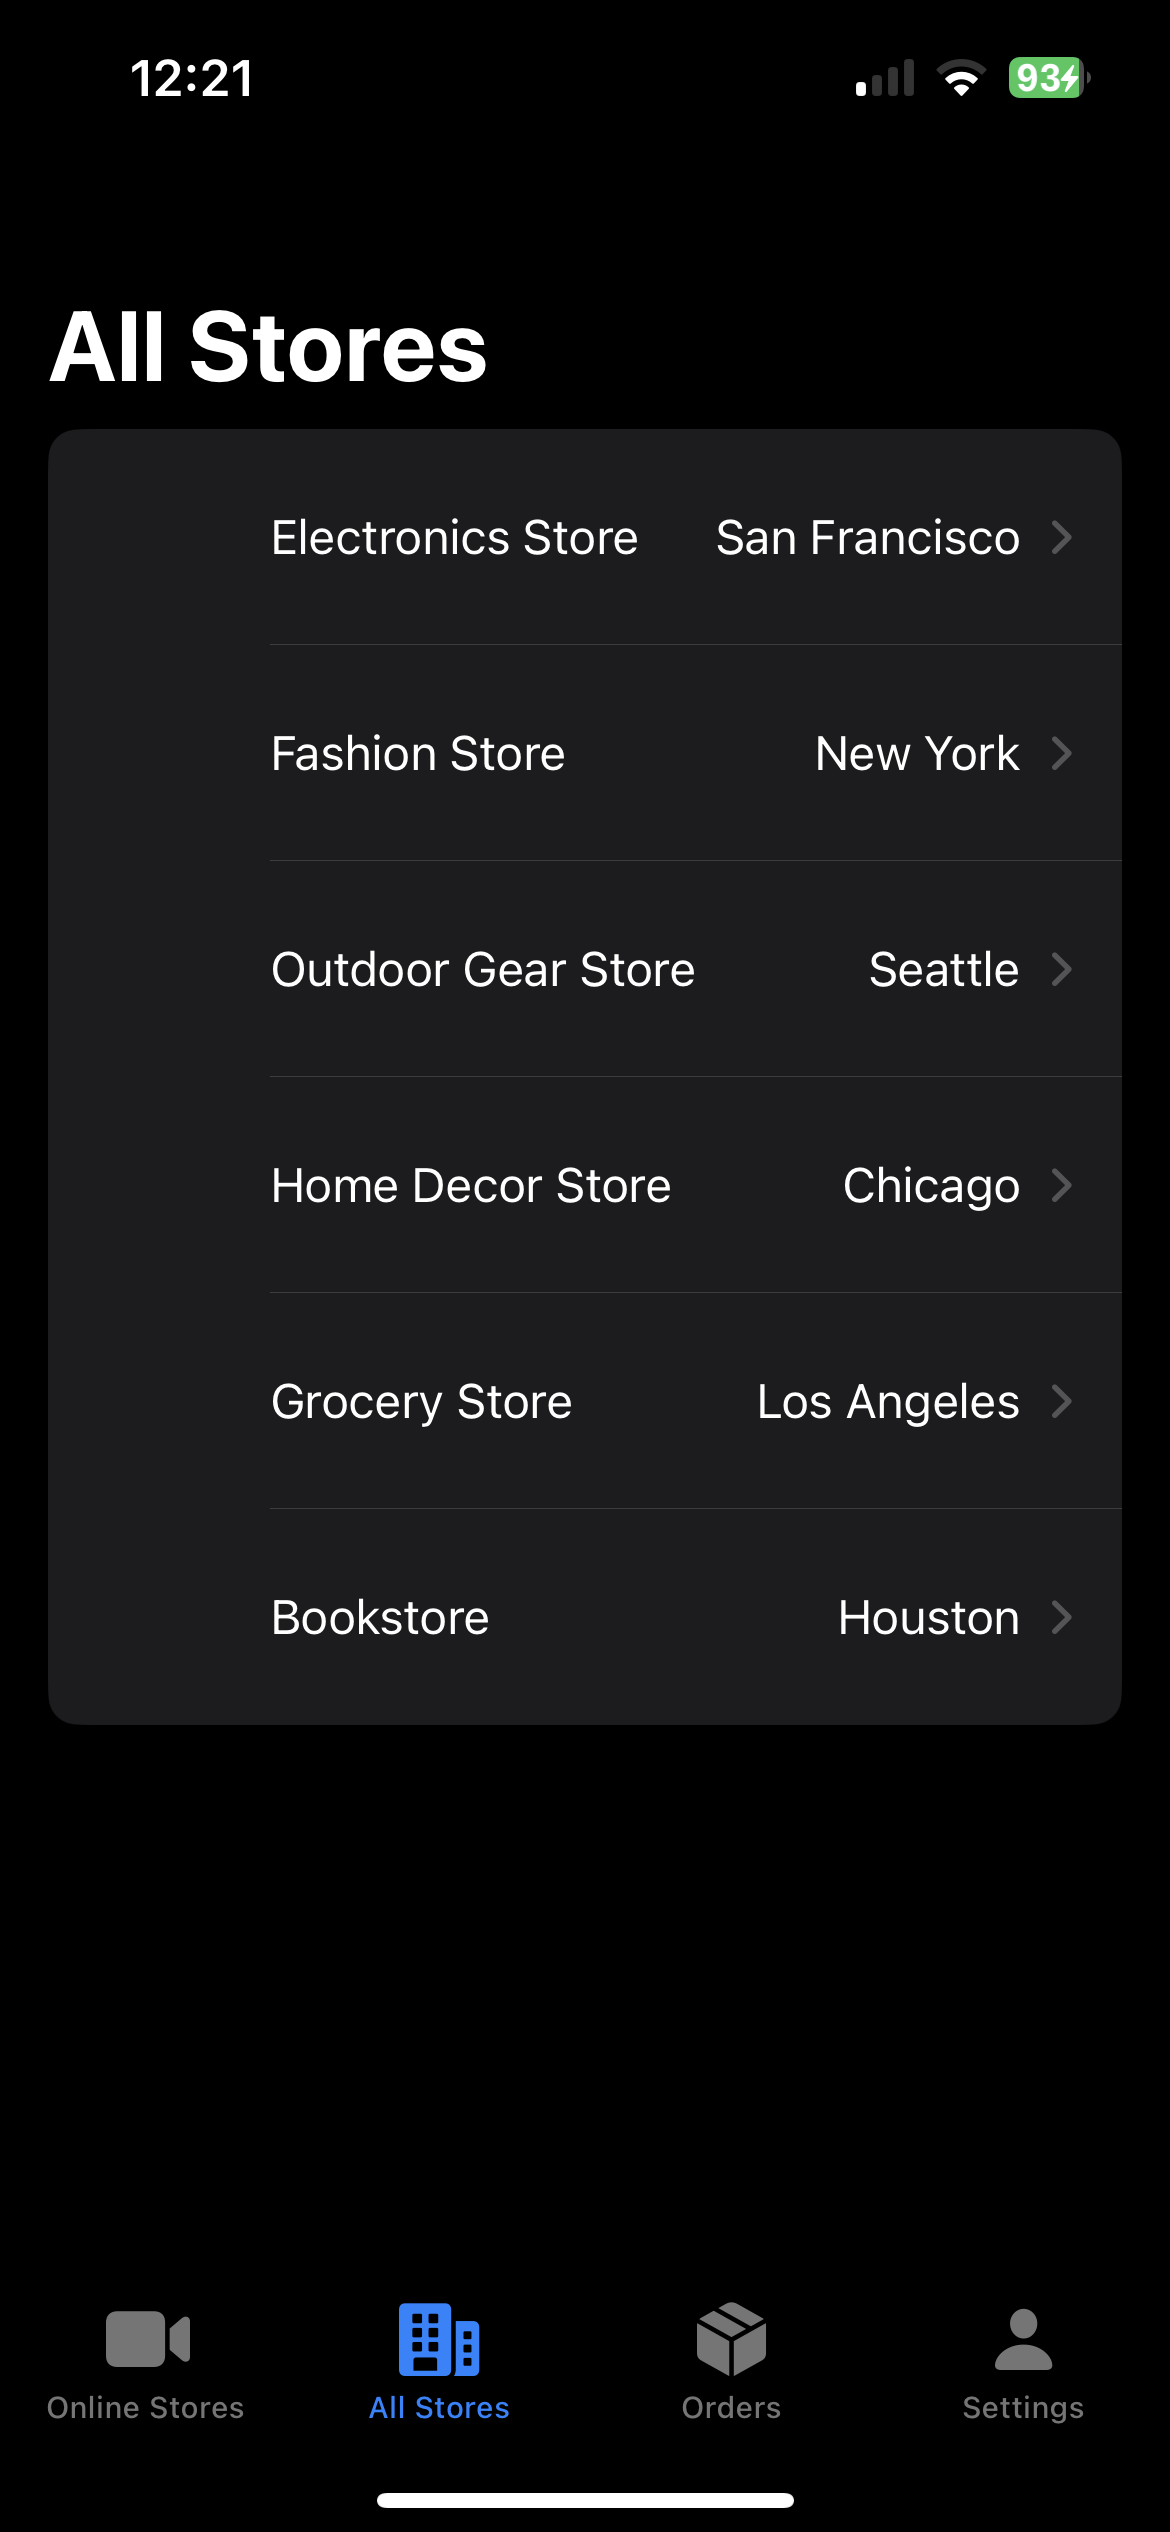 12:21
93
All Stores
Electronics Store San Francisco
Fashion Store New York
Outdoor Gear Store Seattle
Home Decor Store Chicago
Grocery Store Los Angeles
Bookstore Houston
Online Stores All Stores Orders Settings